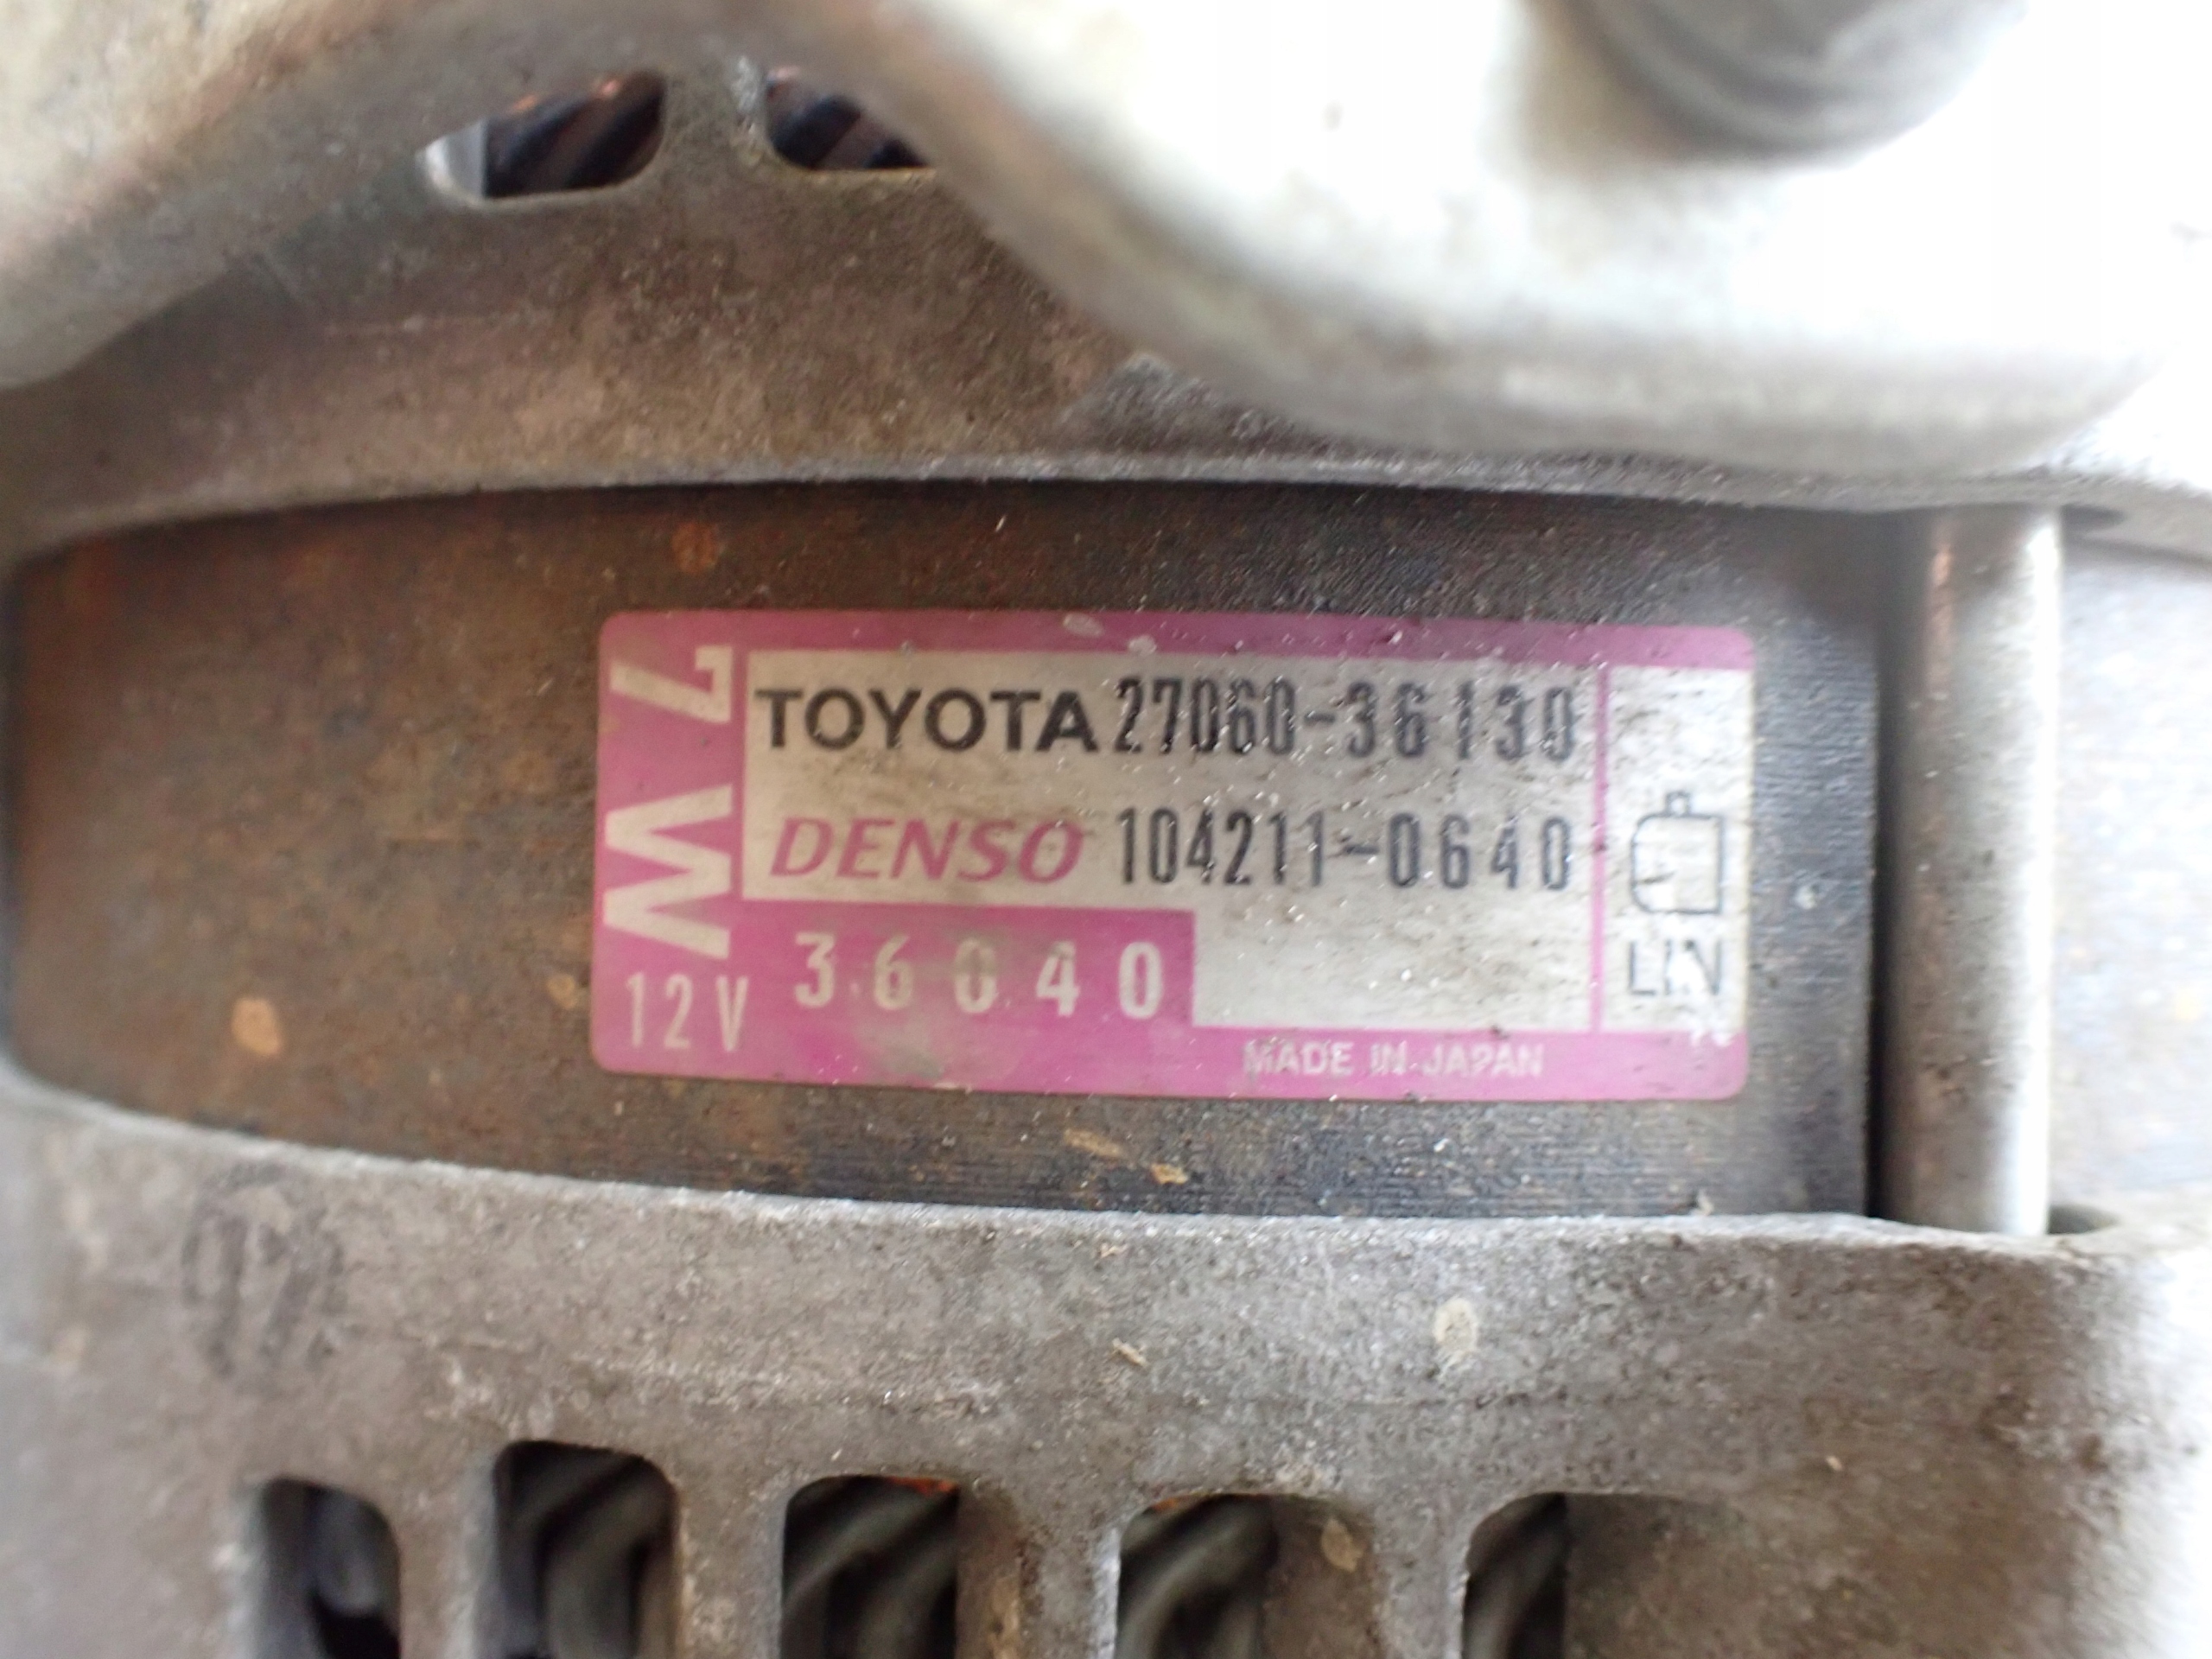 7W
TOYOTA 27060-36130
DENSO 104211-0640
36040
12V
LIN
MADE IN JAPAN